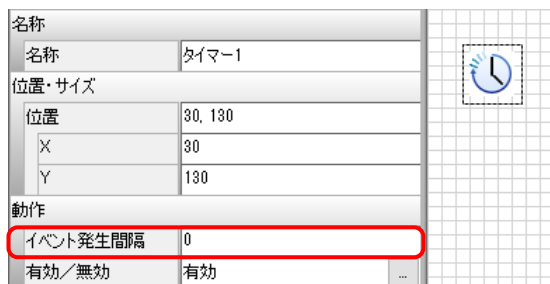 名称
名称 タイマー1
位置・サイズ
位置 30, 130
X 30
Y 130
動作
イベント発生間隔 0
有効／無効 有効 ...